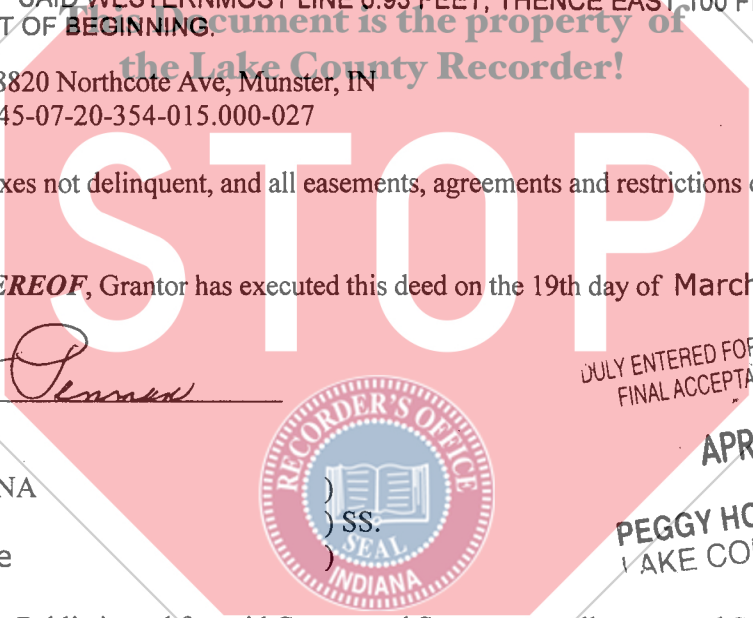 SAID WESTERNMOST LINE 6.93 FEET; THENCE EAST 100 F
T OF BEGINNING.
This Document is the property of
the Lake County Recorder!
8820 Northcote Ave, Munster, IN
45-07-20-354-015.000-027
STOP
xes not delinquent, and all easements, agreements and restrictions
EREOF, Grantor has executed this deed on the 19th day of March
DULY ENTERED FOR
FINAL ACCEPTA
APR
PEGGY HO
LAKE CO
RECORDER'S OFFICE
SEAL
INDIANA
NA )
) SS.
e )